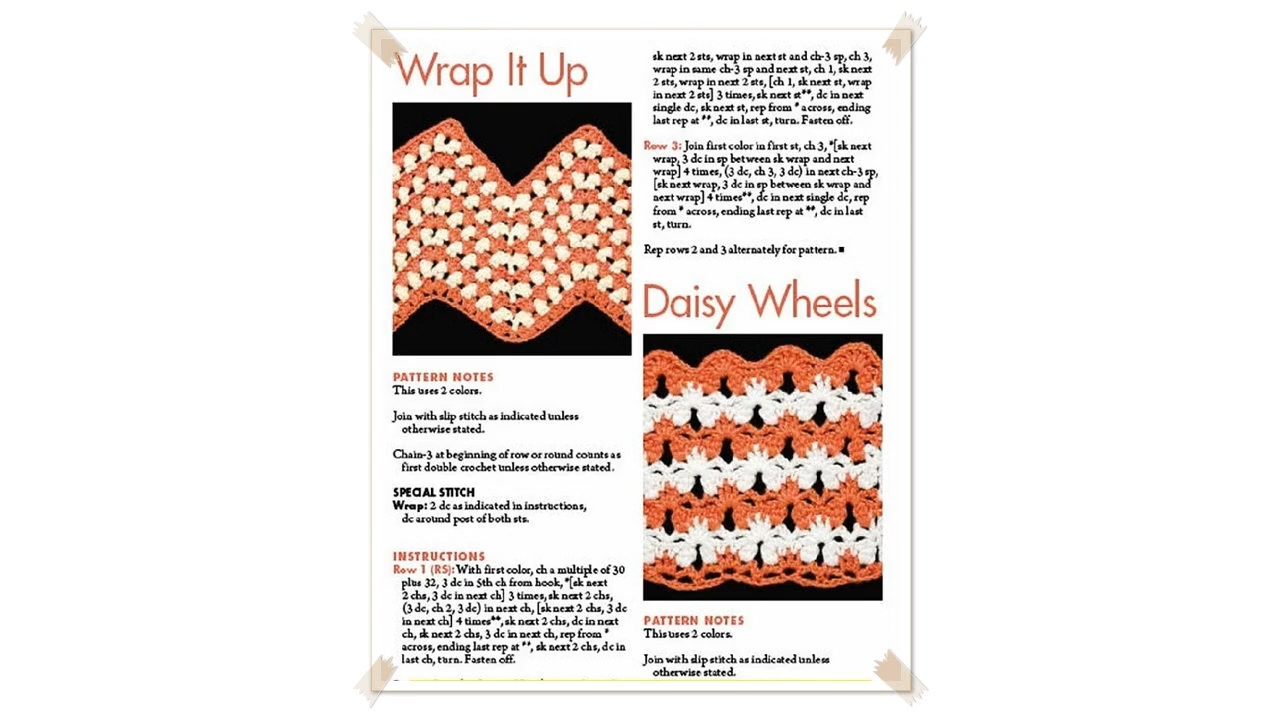 Wrap It Up
PATTERN NOTES
This uses 2 colors.
Join with slip stitch as indicated unless
otherwise stated.
Chain-3 at beginning of row or round counts as
first double crochet unless otherwise stated.
SPECIAL STITCH
Wrap: 2 dc as indicated in instructions,
dc around post of both sts.
INSTRUCTIONS
Row 1 (RS): With first color, ch a multiple of 30
plus 32, 3 dc in 5th ch from hook, *[sk next
2 chs, 3 dc in next ch] 3 times, sk next 2 chs,
(3 dc, ch 2, 3 dc) in next ch, [sk next 2 chs, 3 dc
in next ch] 4 times**, sk next 2 chs, dc in next
ch, sk next 2 chs, 3 dc in next ch, rep from *
across, ending last rep at **, sk next 2 chs, dc in
last ch, turn. Fasten off.
sk next 2 sts, wrap in next st and ch-3 sp, ch 3,
wrap in same ch-3 sp and next st, ch 1, sk next
2 sts, wrap in next 2 sts, [ch 1, sk next st, wrap
in next 2 sts] 3 times, sk next st**, dc in next
single dc, sk next st, rep from * across, ending
last rep at **, dc in last st, turn. Fasten off.
Row 3: Join first color in first st, ch 3, *[sk next
wrap, 3 dc in sp between sk wrap and next
wrap] 4 times, (3 dc, ch 3, 3 dc) in next ch-3 sp,
[sk next wrap, 3 dc in sp between sk wrap and
next wrap] 4 times**, dc in next single dc, rep
from * across, ending last rep at **, dc in last
st, turn.
Rep rows 2 and 3 alternately for pattern. ■
Daisy Wheels
PATTERN NOTES
This uses 2 colors.
Join with slip stitch as indicated unless
otherwise stated.